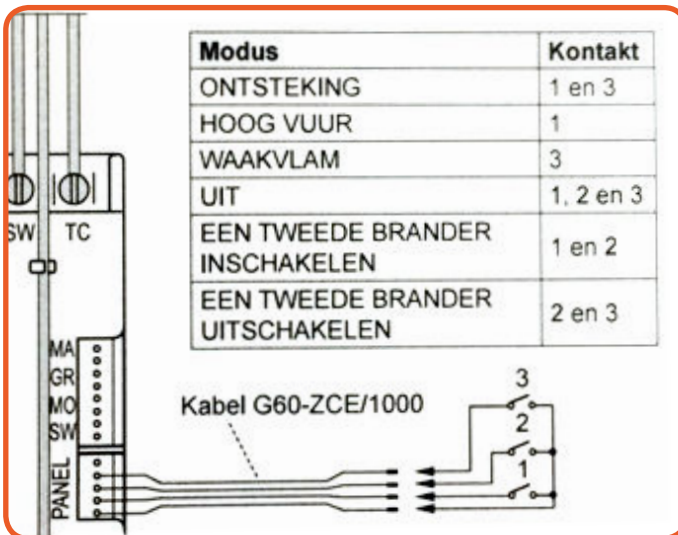 Modus Kontakt
ONTSTEKING 1 en 3
HOOG VUUR 1
WAAKVLAM 3
UIT 1, 2 en 3
EEN TWEEDE BRANDER
INSCHAKELEN 1 en 2
EEN TWEEDE BRANDER
UITSCHAKELEN 2 en 3
SW TC
MA
GR
MO
SW
PANEL
Kabel G60-ZCE/1000
3
2
1